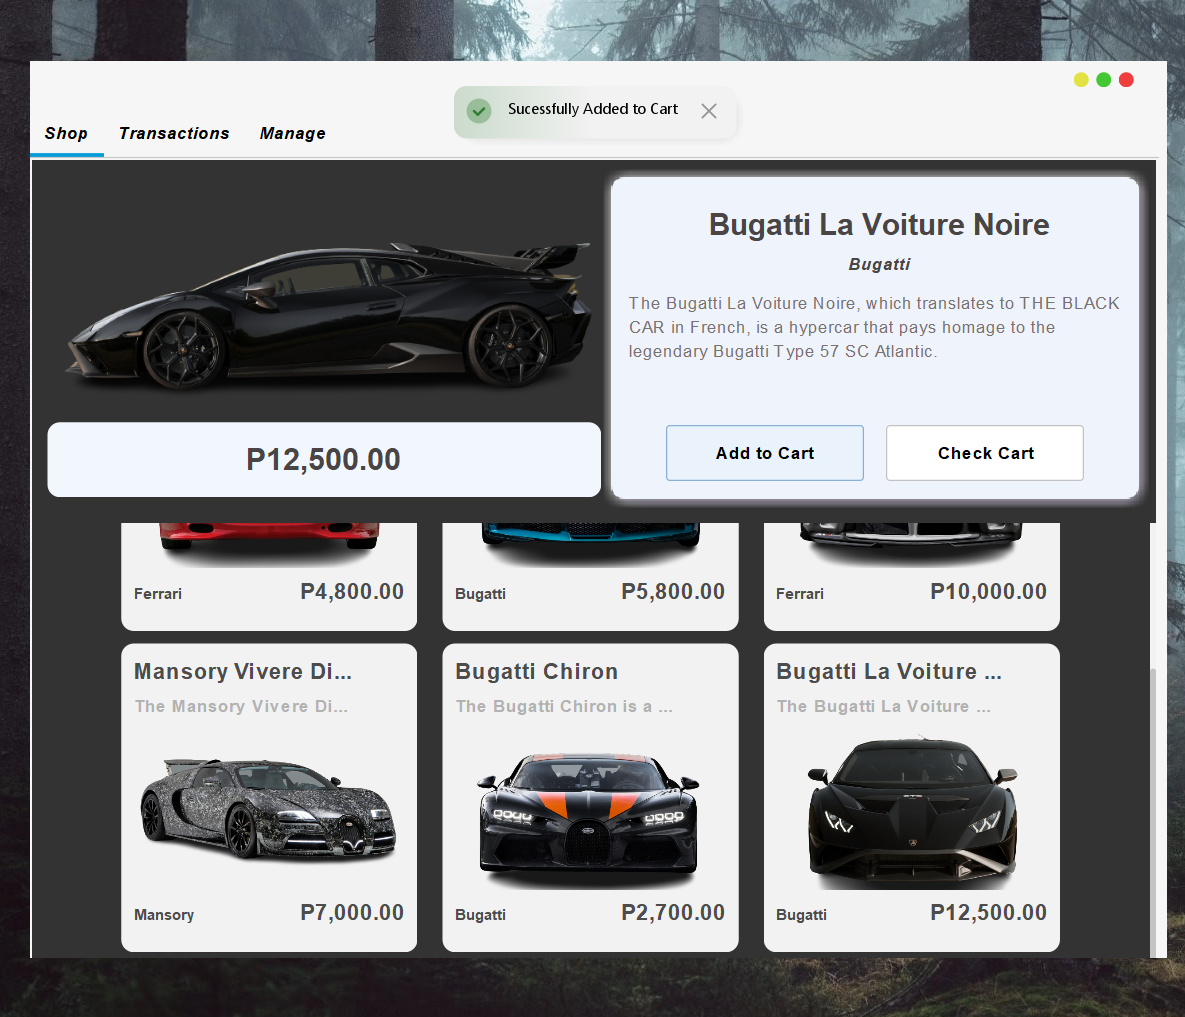 Sucessfully Added to Cart
Shop Transactions Manage
Bugatti La Voiture Noire
Bugatti
The Bugatti La Voiture Noire, which translates to THE BLACK
CAR in French, is a hypercar that pays homage to the
legendary Bugatti Type 57 SC Atlantic.
P12,500.00
Add to Cart
Check Cart
Ferrari P4,800.00
Bugatti P5,800.00
Ferrari P10,000.00
Mansory Vivere Di...
The Mansory Vivere Di...
Mansory P7,000.00
Bugatti Chiron
The Bugatti Chiron is a ...
Bugatti P2,700.00
Bugatti La Voiture ...
The Bugatti La Voiture ...
Bugatti P12,500.00